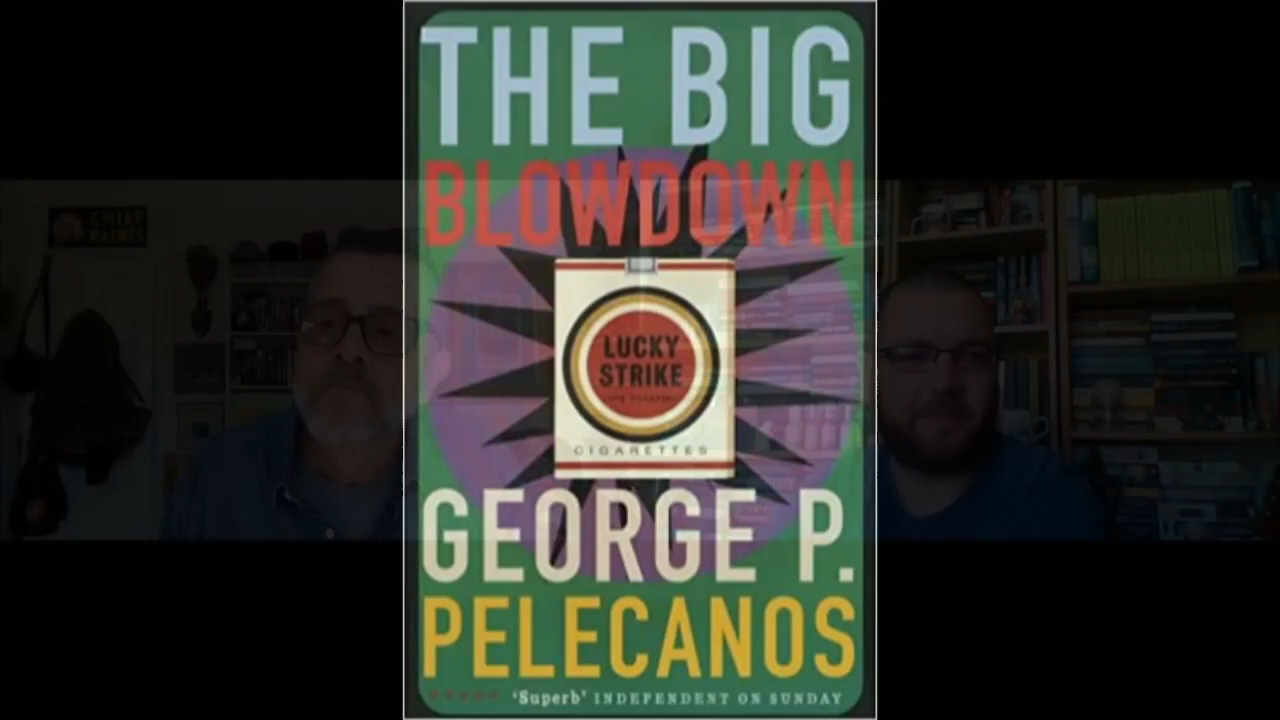 THE BIG
BLOWDOWN
LUCKY
STRIKE
CIGARETTES
GEORGE P.
PELECANOS
'Superb' INDEPENDENT ON SUNDAY